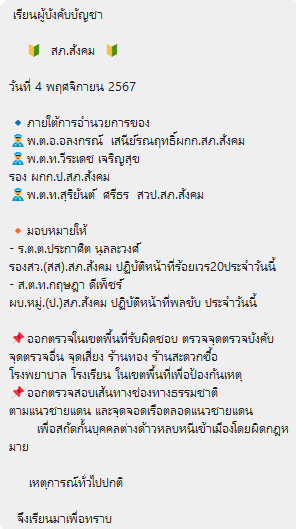 เรียนผู้บังคับบัญชา
🔰 สภ.สังคม 🔰
วันที่ 4 พฤศจิกายน 2567
🔹ภายใต้การอำนวยการของ
👮พ.ต.อ.อลงกรณ์ เสนีย์รณฤทธิ์ผกก.สภ.สังคม
👮พ.ต.ท.วีระเดช เจริญสุข
รอง ผกก.ป.สภ.สังคม
👮พ.ต.ท.สุริยันต์ ศรีธร สวป.สภ.สังคม
🔸มอบหมายให้
- ร.ต.ต.ประกาศิต นุลละวงศ์
รองสว.(สส).สภ.สังคม ปฏิบัติหน้าที่ร้อยเวร20ประจำวันนี้
- ส.ต.ท.กฤษฎา ดีเพ็ชร์
ผบ.หมู่.(ป.)สภ.สังคม ปฏิบัติหน้าที่พลขับ ประจำวันนี้
📌ออกตรวจในเขตพื้นที่รับผิดชอบ ตรวจจุดตรวจบังคับ
จุดตรวจอื่น จุดเสี่ยง ร้านทอง ร้านสะดวกซื้อ
โรงพยาบาล โรงเรียน ในเขตพื้นที่เพื่อป้องกันเหตุ
📌ออกตรวจสอบเส้นทางช่องทางธรรมชาติ
ตามแนวชายแดน และจุดจอดเรือตลอดแนวชายแดน
เพื่อสกัดกั้นบุคคลต่างด้าวหลบหนีเข้าเมืองโดยผิดกฎห
มาย
เหตุการณ์ทั่วไปปกติ
จึงเรียนมาเพื่อทราบ